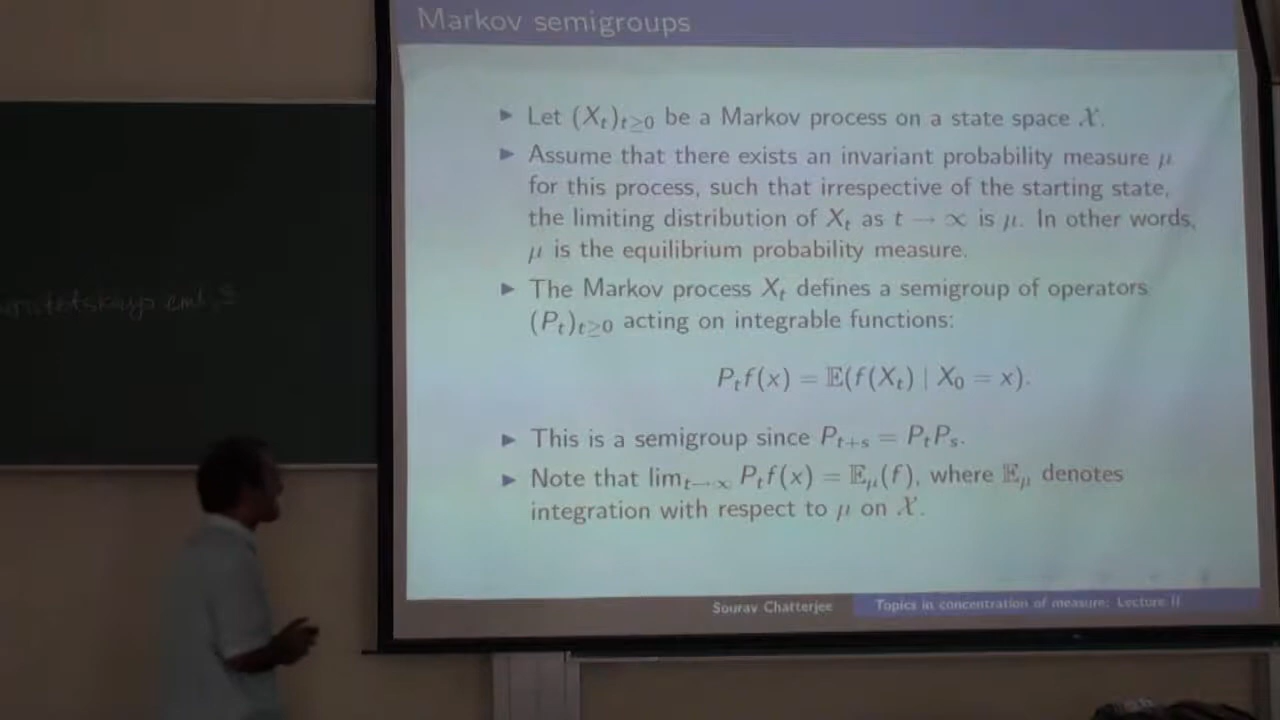 Markov semigroups
▶ Let (X_t)_{t≥0} be a Markov process on a state space 𝒳.
▶ Assume that there exists an invariant probability measure μ
for this process, such that irrespective of the starting state,
the limiting distribution of X_t as t → ∞ is μ. In other words,
μ is the equilibrium probability measure.
▶ The Markov process X_t defines a semigroup of operators
(P_t)_{t≥0} acting on integrable functions:
P_t f(x) = 𝔼(f(X_t) | X_0 = x).
▶ This is a semigroup since P_{t+s} = P_t P_s.
▶ Note that lim_{t→∞} P_t f(x) = 𝔼_μ(f), where 𝔼_μ denotes
integration with respect to μ on 𝒳.
Sourav Chatterjee Topics in concentration of measure: Lecture II